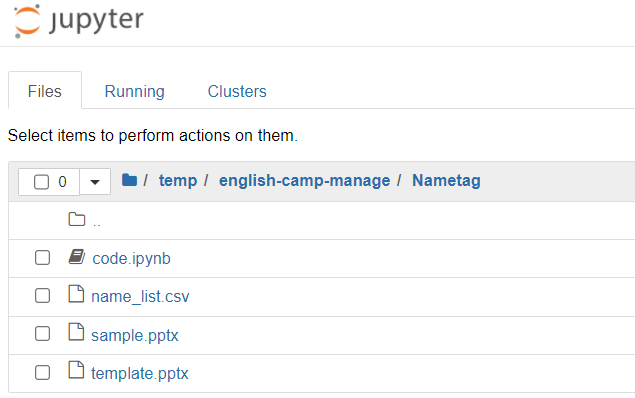 jupyter
Files Running Clusters
Select items to perform actions on them.
0 / temp / english-camp-manage / Nametag
..
code.ipynb
name_list.csv
sample.pptx
template.pptx